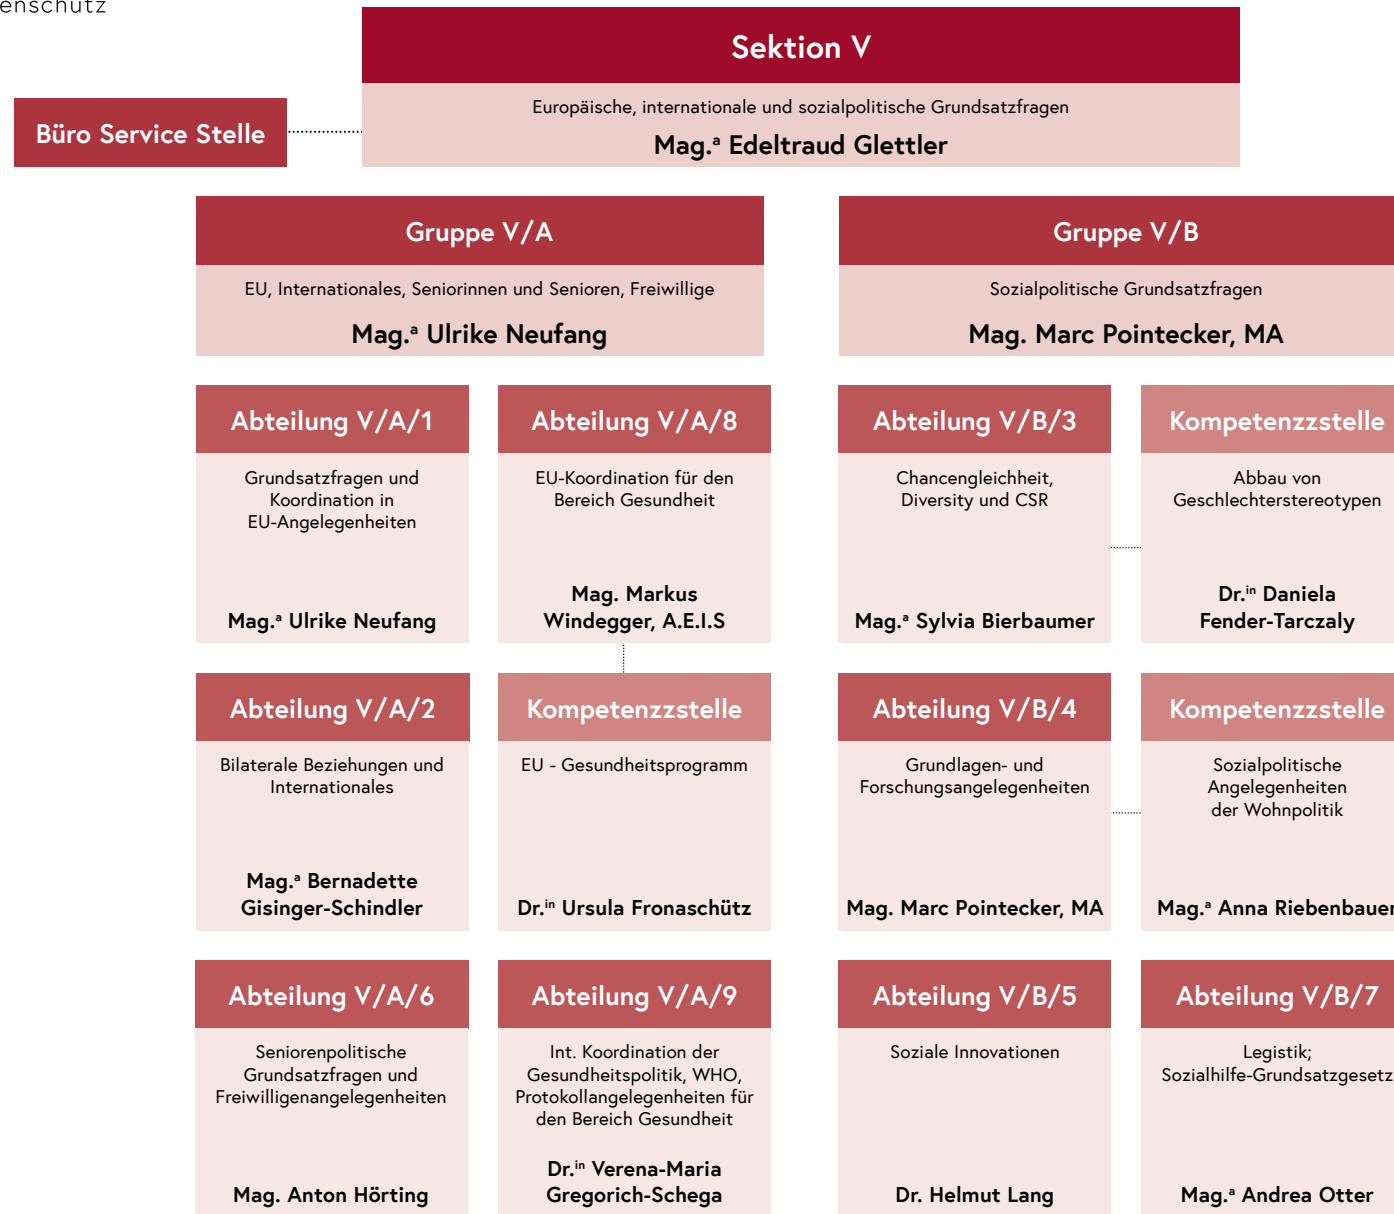 enschutz
Sektion V
Europäische, internationale und sozialpolitische Grundsatzfragen
Mag.ª Edeltraud Glettler
Büro Service Stelle
Gruppe V/A
EU, Internationales, Seniorinnen und Senioren, Freiwillige
Mag.ª Ulrike Neufang
Gruppe V/B
Sozialpolitische Grundsatzfragen
Mag. Marc Pointecker, MA
Abteilung V/A/1
Grundsatzfragen und
Koordination in
EU-Angelegenheiten
Mag.ª Ulrike Neufang
Abteilung V/A/8
EU-Koordination für den
Bereich Gesundheit
Mag. Markus
Windegger, A.E.I.S
Abteilung V/B/3
Chancengleichheit,
Diversity und CSR
Mag.ª Sylvia Bierbaumer
Kompetenzzstelle
Abbau von
Geschlechterstereotypen
Dr.ⁱⁿ Daniela
Fender-Tarczaly
Abteilung V/A/2
Bilaterale Beziehungen und
Internationales
Mag.ª Bernadette
Gisinger-Schindler
Kompetenzzstelle
EU - Gesundheitsprogramm
Dr.ⁱⁿ Ursula Fronaschütz
Abteilung V/B/4
Grundlagen- und
Forschungsangelegenheiten
Mag. Marc Pointecker, MA
Kompetenzzstelle
Sozialpolitische
Angelegenheiten
der Wohnpolitik
Mag.ª Anna Riebenbauer
Abteilung V/A/6
Seniorenpolitische
Grundsatzfragen und
Freiwilligenangelegenheiten
Mag. Anton Hörting
Abteilung V/A/9
Int. Koordination der
Gesundheitspolitik, WHO,
Protokollangelegenheiten für
den Bereich Gesundheit
Dr.ⁱⁿ Verena-Maria
Gregorich-Schega
Abteilung V/B/5
Soziale Innovationen
Dr. Helmut Lang
Abteilung V/B/7
Legistik;
Sozialhilfe-Grundsatzgesetz
Mag.ª Andrea Otter